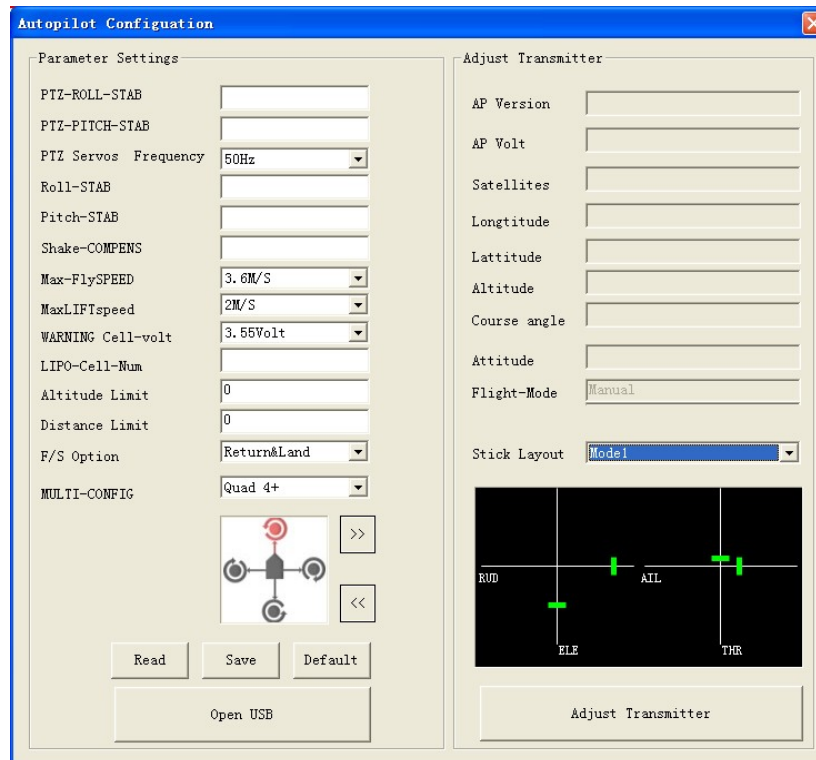 Autopilot Configuation
Parameter Settings
PTZ-ROLL-STAB
PTZ-PITCH-STAB
PTZ Servos Frequency 50Hz
Roll-STAB
Pitch-STAB
Shake-COMPENS
Max-FlySPEED 3.6M/S
MaxLIFTspeed 2M/S
WARNING Cell-volt 3.55Volt
LIPO-Cell-Num
Altitude Limit 0
Distance Limit 0
F/S Option Return&Land
MULTI-CONFIG Quad 4+
>>
<<
Read Save Default
Open USB
Adjust Transmitter
AP Version
AP Volt
Satellites
Longtitude
Lattitude
Altitude
Course angle
Attitude
Flight-Mode Manual
Stick Layout Mode1
RUD AIL
ELE THR
Adjust Transmitter